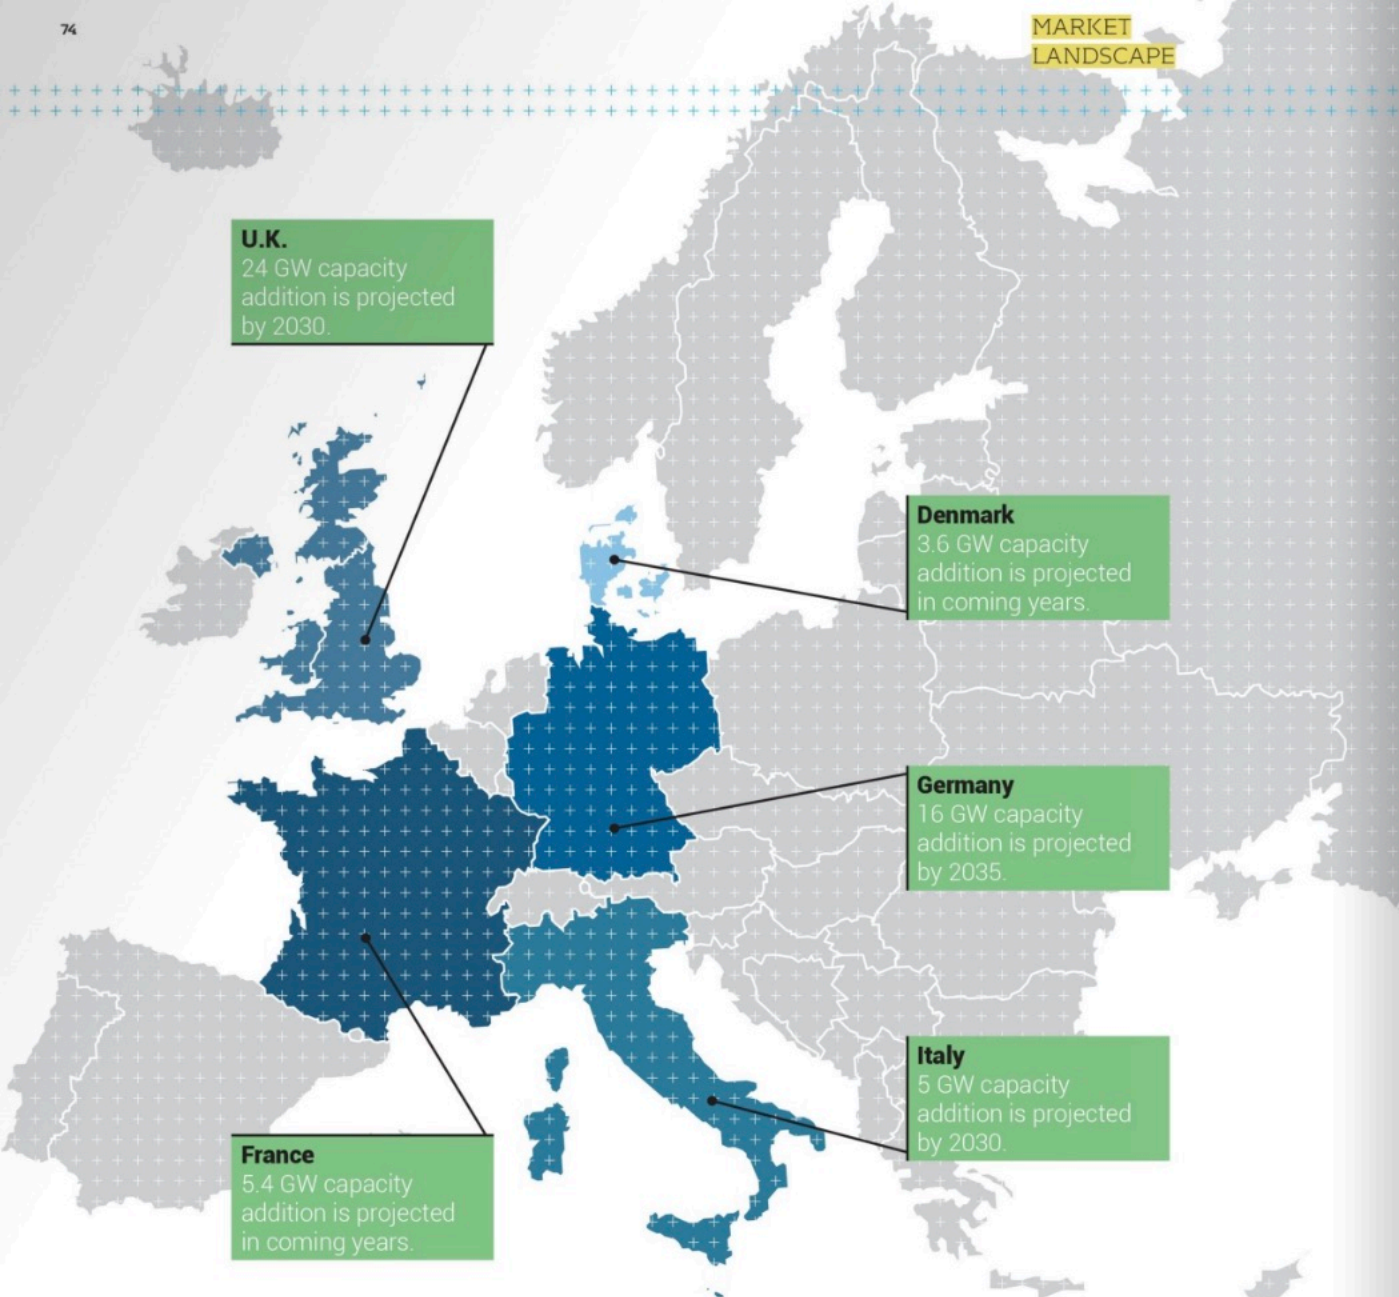 74
MARKET
LANDSCAPE
U.K.
24 GW capacity
addition is projected
by 2030.
Denmark
3.6 GW capacity
addition is projected
in coming years.
Germany
16 GW capacity
addition is projected
by 2035.
Italy
5 GW capacity
addition is projected
by 2030.
France
5.4 GW capacity
addition is projected
in coming years.